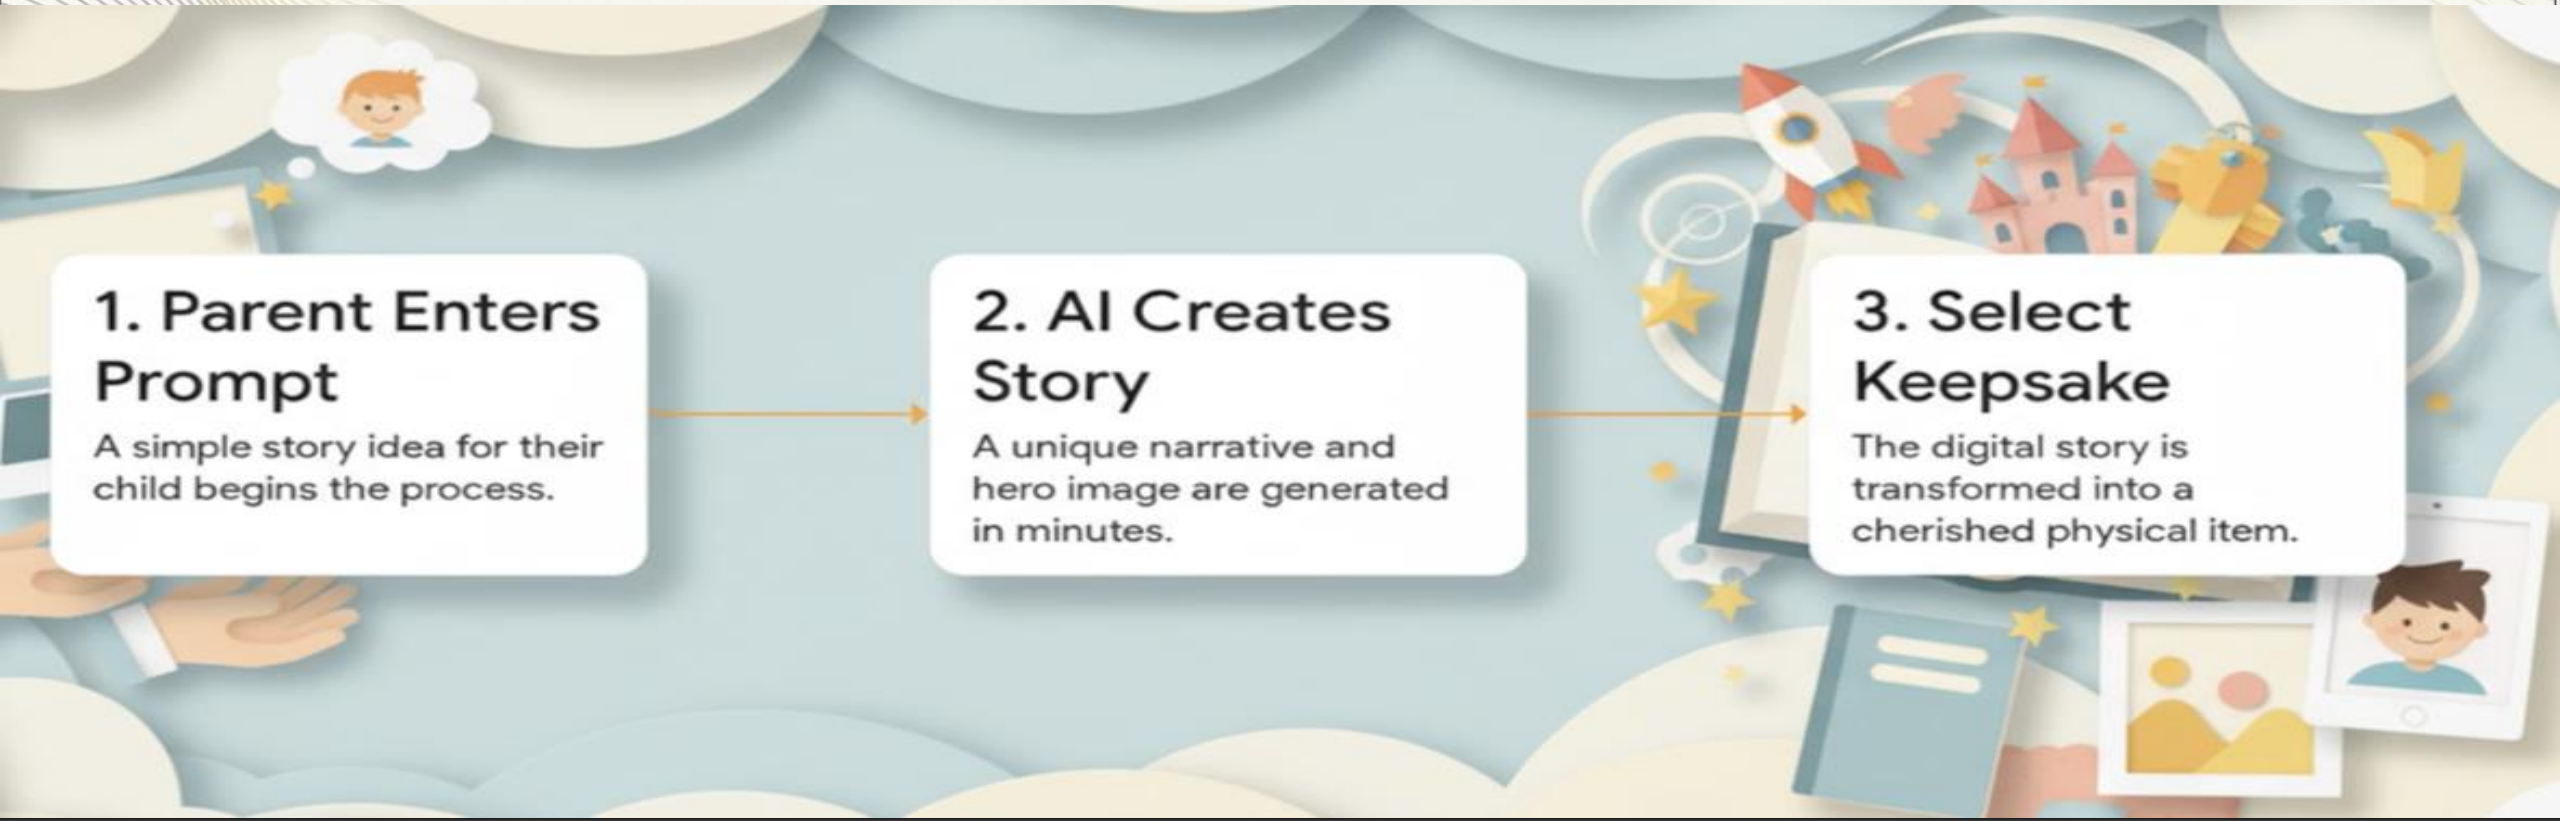 1. Parent Enters
Prompt
A simple story idea for their
child begins the process.
2. AI Creates
Story
A unique narrative and
hero image are generated
in minutes.
3. Select
Keepsake
The digital story is
transformed into a
cherished physical item.